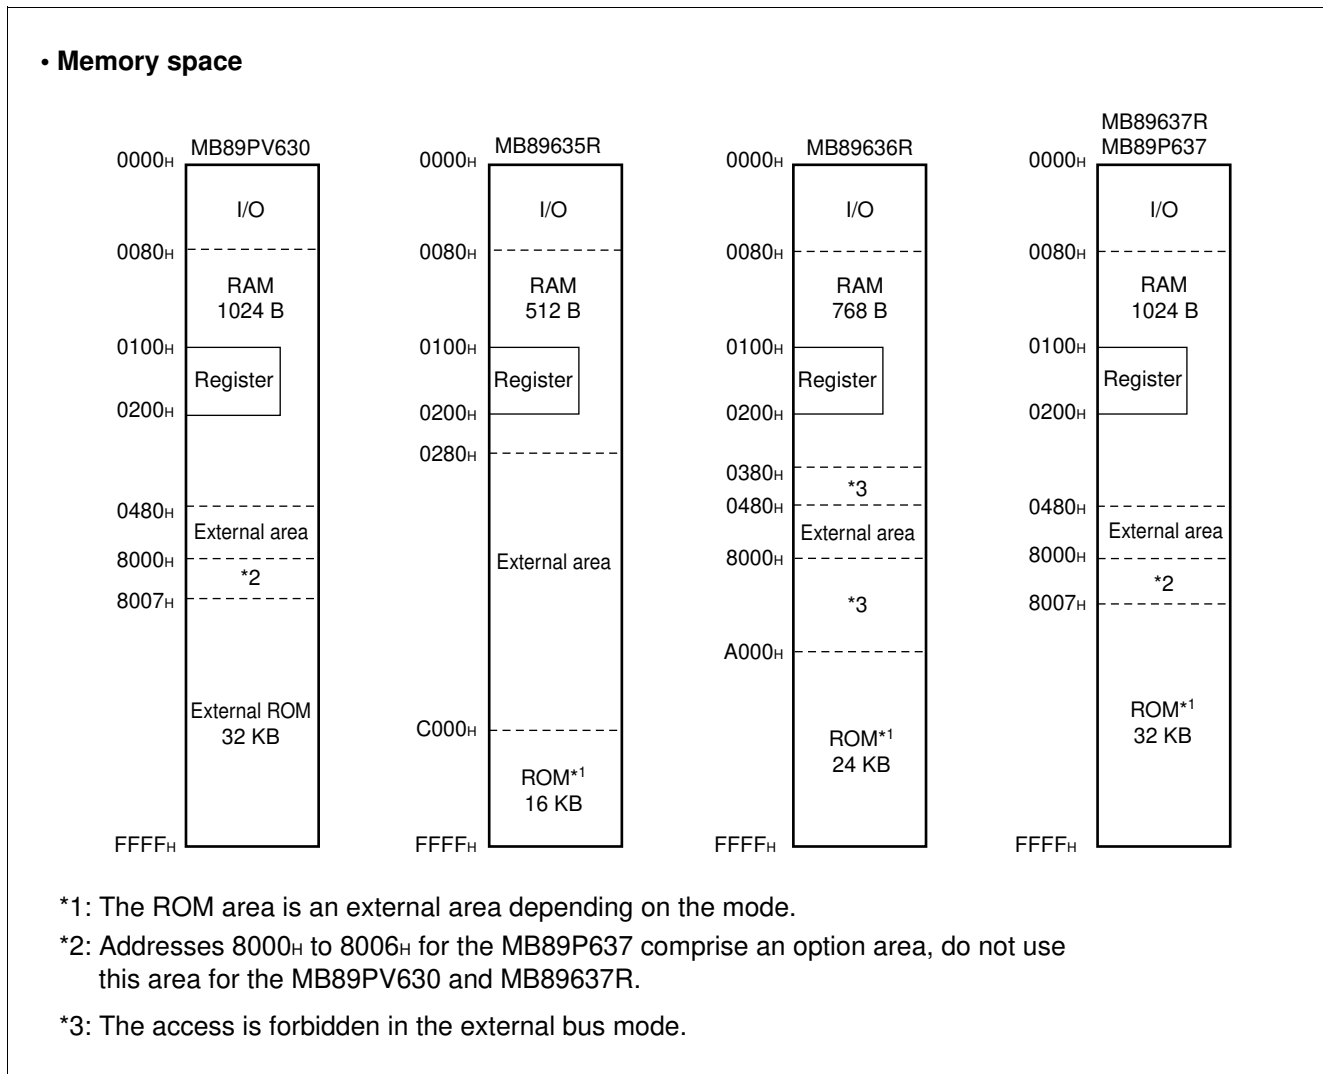 • Memory space
MB89PV630
0000H
I/O
0080H
RAM
1024 B
0100H
Register
0200H
0480H
External area
8000H
*2
8007H
External ROM
32 KB
FFFFH
MB89635R
0000H
I/O
0080H
RAM
512 B
0100H
Register
0200H
0280H
External area
C000H
ROM*1
16 KB
FFFFH
MB89636R
0000H
I/O
0080H
RAM
768 B
0100H
Register
0200H
0380H
*3
0480H
External area
8000H
*3
A000H
ROM*1
24 KB
FFFFH
MB89637R
MB89P637
0000H
I/O
0080H
RAM
1024 B
0100H
Register
0200H
0480H
External area
8000H
*2
8007H
ROM*1
32 KB
FFFFH
*1: The ROM area is an external area depending on the mode.
*2: Addresses 8000H to 8006H for the MB89P637 comprise an option area, do not use
this area for the MB89PV630 and MB89637R.
*3: The access is forbidden in the external bus mode.